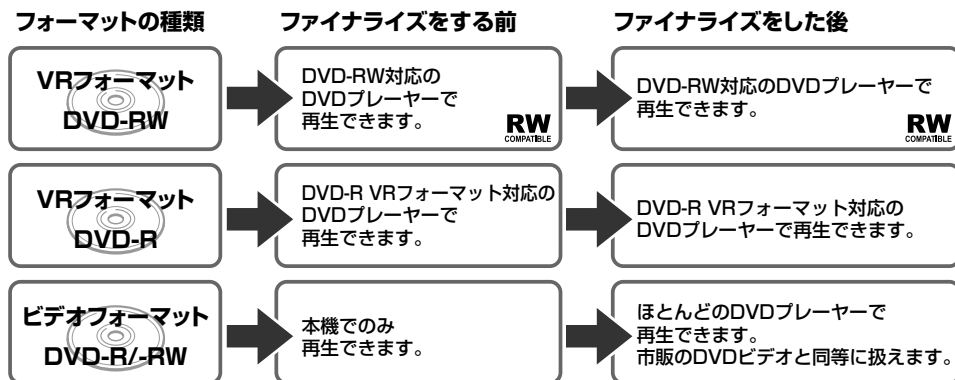 フォーマットの種類
ファイナライズをする前
ファイナライズをした後
VRフォーマット
DVD-RW
DVD-RW対応の
DVDプレーヤーで
再生できます。
RW
COMPATIBLE
DVD-RW対応のDVDプレーヤーで
再生できます。
RW
COMPATIBLE
VRフォーマット
DVD-R
DVD-R VRフォーマット対応の
DVDプレーヤーで
再生できます。
DVD-R VRフォーマット対応の
DVDプレーヤーで再生できます。
ビデオフォーマット
DVD-R/-RW
本機でのみ
再生できます。
ほとんどのDVDプレーヤーで
再生できます。
市販のDVDビデオと同等に扱えます。